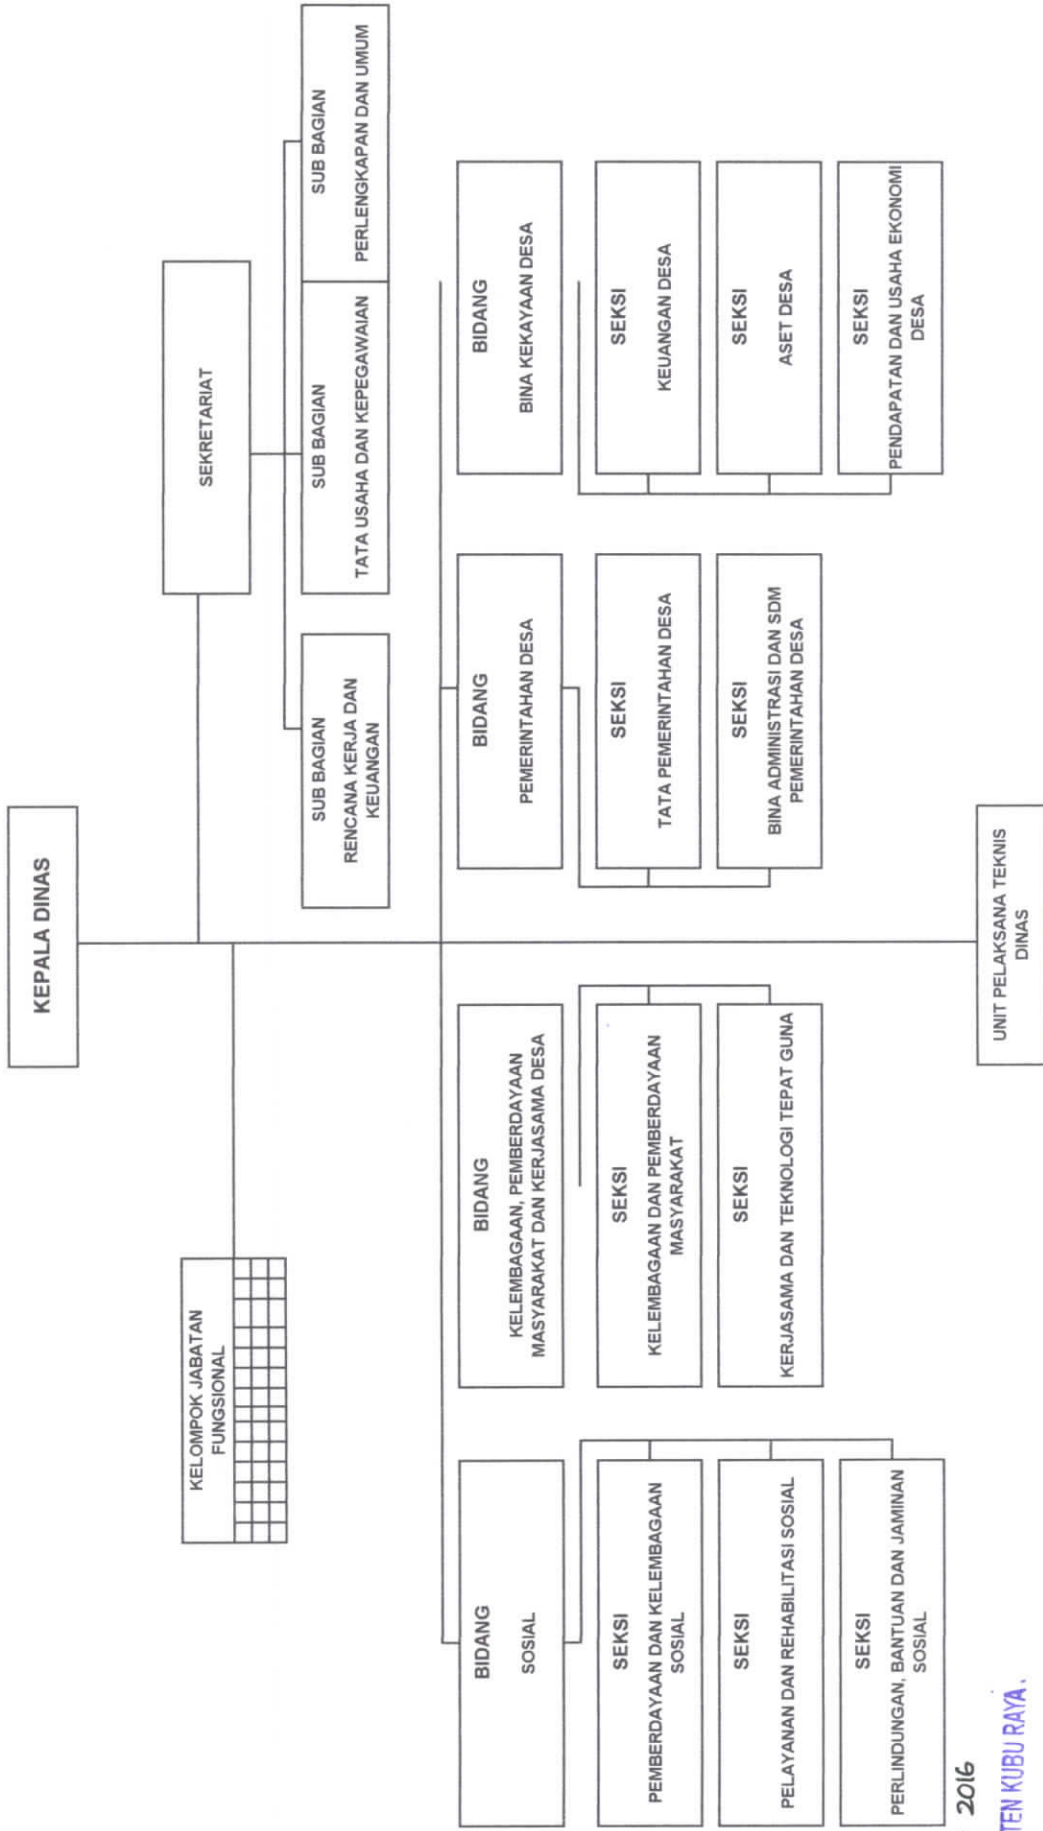 KEPALA DINAS
SEKRETARIAT
KELOMPOK JABATAN
FUNGSIONAL
SUB BAGIAN
RENCANA KERJA DAN
KEUANGAN
SUB BAGIAN
TATA USAHA DAN KEPEGAWAIAN
SUB BAGIAN
PERLENGKAPAN DAN UMUM
BIDANG
SOSIAL
SEKSI
PEMBERDAYAAN DAN KELEMBAGAAN
SOSIAL
SEKSI
PELAYANAN DAN REHABILITASI SOSIAL
SEKSI
PERLINDUNGAN, BANTUAN DAN JAMINAN
SOSIAL
BIDANG
KELEMBAGAAN, PEMBERDAYAAN
MASYARAKAT DAN KERJASAMA DESA
SEKSI
KELEMBAGAAN DAN PEMBERDAYAAN
MASYARAKAT
SEKSI
KERJASAMA DAN TEKNOLOGI TEPAT GUNA
BIDANG
PEMERINTAHAN DESA
SEKSI
TATA PEMERINTAHAN DESA
SEKSI
BINA ADMINISTRASI DAN SDM
PEMERINTAHAN DESA
BIDANG
BINA KEKAYAAN DESA
SEKSI
KEUANGAN DESA
SEKSI
ASET DESA
SEKSI
PENDAPATAN DAN USAHA EKONOMI
DESA
UNIT PELAKSANA TEKNIS
DINAS
2016
TEN KUBU RAYA.